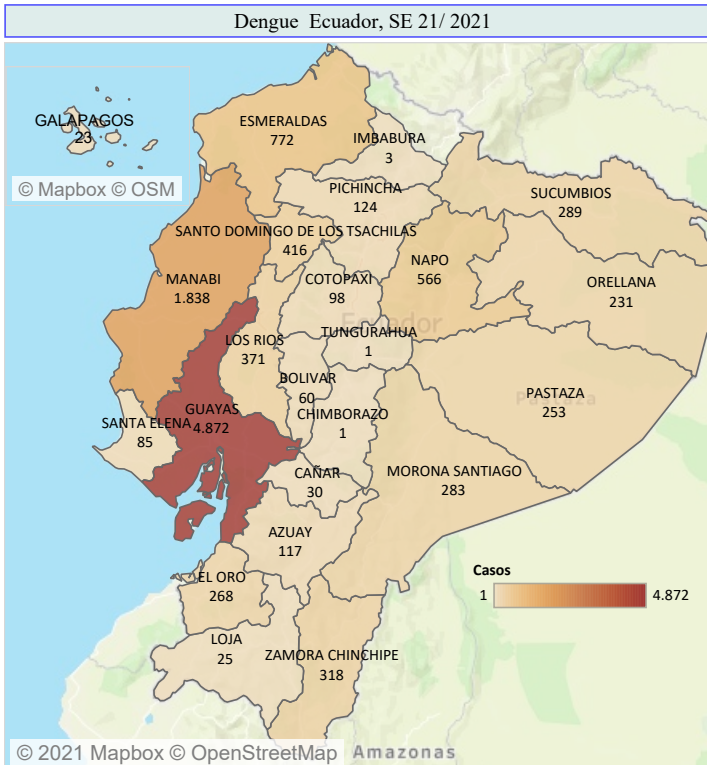 Dengue Ecuador, SE 21/ 2021
GALAPAGOS
23
© Mapbox © OSM
ESMERALDAS
772
IMBABURA
3
PICHINCHA
124
SUCUMBIOS
289
SANTO DOMINGO DE LOS TSACHILAS
416
NAPO
566
MANABI
1.838
COTOPAXI
98
ORELLANA
231
Ecuador
TUNGURAHUA
1
LOS RIOS
371
BOLIVAR
60
PASTAZA
253
Pastaza
GUAYAS
4.872
CHIMBORAZO
1
SANTA ELENA
85
CAÑAR
30
MORONA SANTIAGO
283
AZUAY
117
EL ORO
268
Casos
1
4.872
LOJA
25
ZAMORA CHINCHIPE
318
© 2021 Mapbox © OpenStreetMap
Amazonas